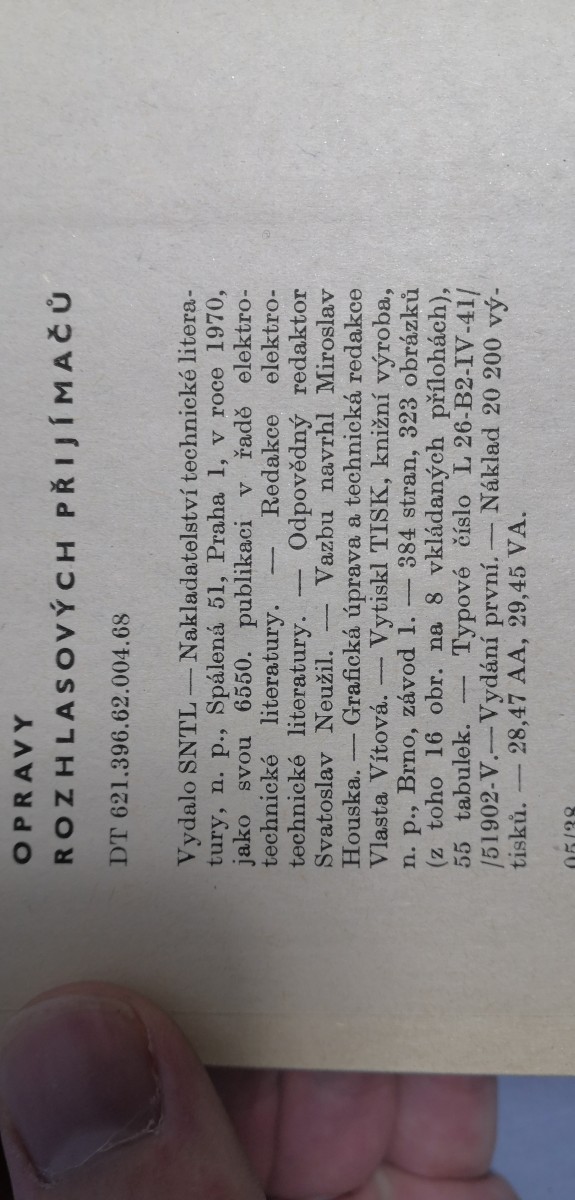 OPRAVY
ROZHLASOVÝCH PŘIJÍMAČŮ
DT 621.396.62.004.68
Vydalo SNTL — Nakladatelství technické litera-
tury, n. p., Spálená 51, Praha 1, v roce 1970,
jako svou 6550. publikaci v řadě elektro-
technické literatury. — Redakce elektro-
technické literatury. — Odpovědný redaktor
Svatoslav Neužil. — Vazbu navrhl Miroslav
Houska. — Grafická úprava a technická redakce
Vlasta Vítová. — Vytiskl TISK, knižní výroba,
n. p., Brno, závod 1. — 384 stran, 323 obrázků
(z toho 16 obr. na 8 vkládaných přílohách),
55 tabulek. — Typové číslo L 26-B2-IV-41/
/51902-V.—Vydání první. — Náklad 20 200 vý-
tisků. — 28,47 AA, 29,45 VA.
05/38